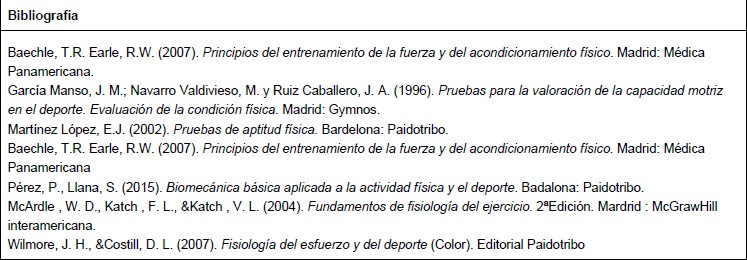 Bibliografía
Baechle, T.R. Earle, R.W. (2007). Principios del entrenamiento de la fuerza y del acondicionamiento físico. Madrid: Médica
Panamericana.
García Manso, J. M.; Navarro Valdivieso, M. y Ruiz Caballero, J. A. (1996). Pruebas para la valoración de la capacidad motriz
en el deporte. Evaluación de la condición física. Madrid: Gymnos.
Martínez López, E.J. (2002). Pruebas de aptitud física. Bardelona: Paidotribo.
Baechle, T.R. Earle, R.W. (2007). Principios del entrenamiento de la fuerza y del acondicionamiento físico. Madrid: Médica
Panamericana
Pérez, P., Llana, S. (2015). Biomecánica básica aplicada a la actividad física y el deporte. Badalona: Paidotribo.
McArdle , W. D., Katch , F. L., &Katch , V. L. (2004). Fundamentos de fisiología del ejercicio. 2ªEdición. Mardrid : McGrawHill
interamericana.
Wilmore, J. H., &Costill, D. L. (2007). Fisiología del esfuerzo y del deporte (Color). Editorial Paidotribo